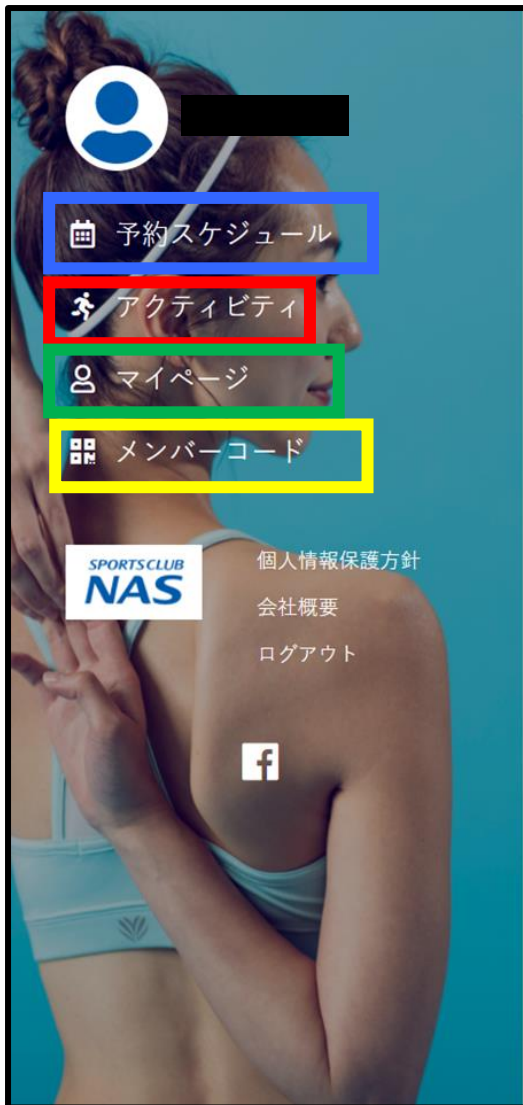 予約スケジュール
アクティビティ
マイページ
メンバーコード
SPORTS CLUB
NAS
個人情報保護方針
会社概要
ログアウト